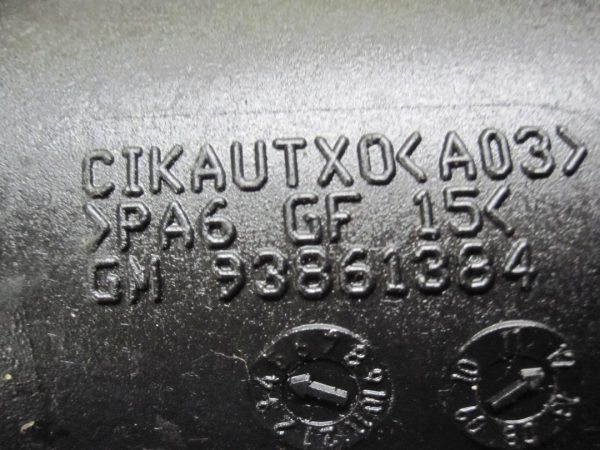 CIKAUTXO<A03>
>PA6 GF 15<
GM 93861384